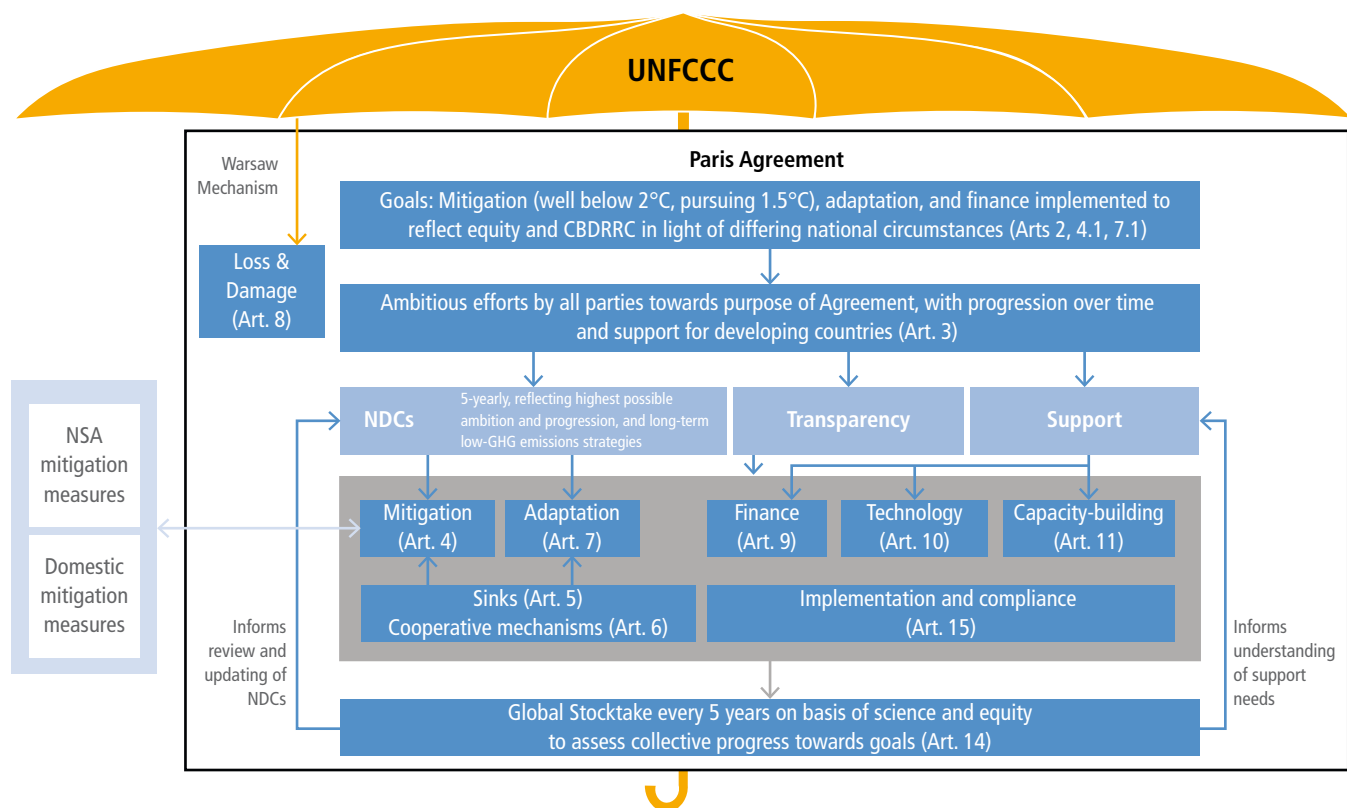 UNFCCC
Warsaw
Mechanism
Paris Agreement
Goals: Mitigation (well below 2°C, pursuing 1.5°C), adaptation, and finance implemented to
reflect equity and CBDRRC in light of differing national circumstances (Arts 2, 4.1, 7.1)
Loss &
Damage
(Art. 8)
Ambitious efforts by all parties towards purpose of Agreement, with progression over time
and support for developing countries (Art. 3)
NDCs
5-yearly, reflecting highest possible
ambition and progression, and long-term
low-GHG emissions strategies
Transparency
Support
NSA
mitigation
measures
Domestic
mitigation
measures
Mitigation
(Art. 4)
Adaptation
(Art. 7)
Finance
(Art. 9)
Technology
(Art. 10)
Capacity-building
(Art. 11)
Sinks (Art. 5)
Cooperative mechanisms (Art. 6)
Implementation and compliance
(Art. 15)
Informs
review and
updating of
NDCs
Informs
understanding
of support
needs
Global Stocktake every 5 years on basis of science and equity
to assess collective progress towards goals (Art. 14)